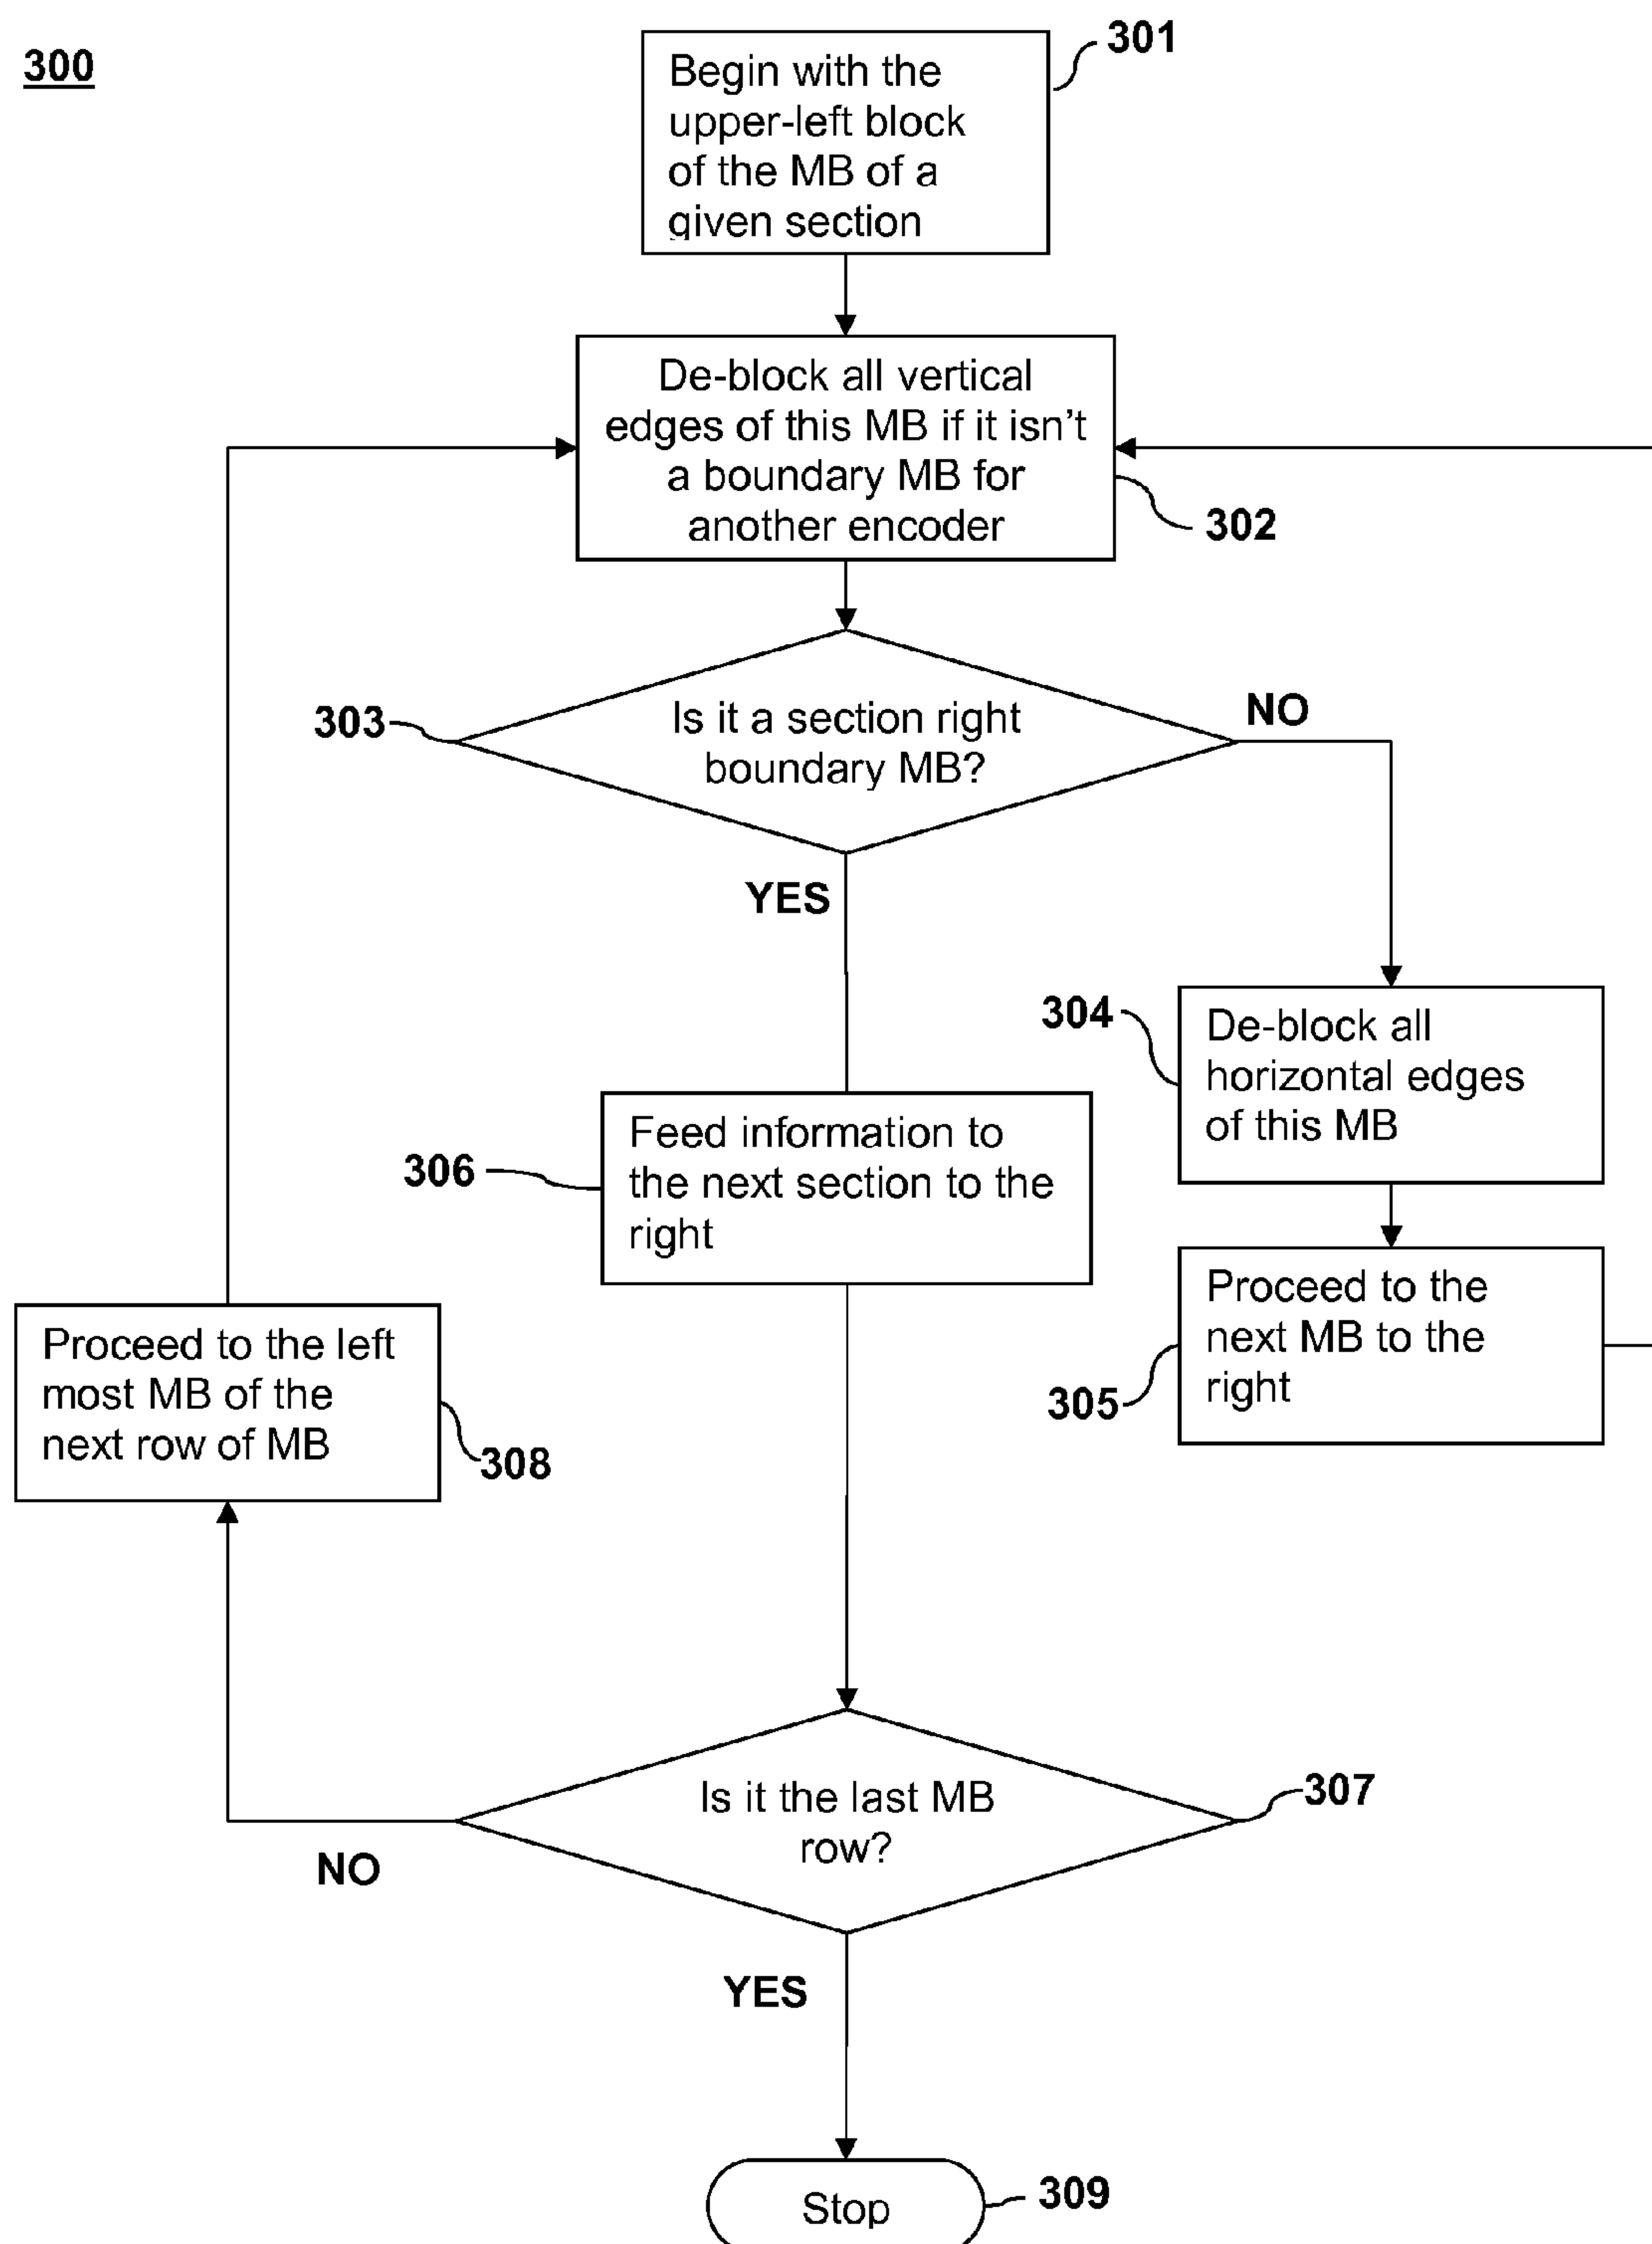 300
301
Begin with the
upper-left block
of the MB of a
given section
De-block all vertical
edges of this MB if it isn't
a boundary MB for
another encoder
302
303
Is it a section right
boundary MB?
NO
YES
304
De-block all
horizontal edges
of this MB
306
Feed information to
the next section to the
right
305
Proceed to the
next MB to the
right
Proceed to the left
most MB of the
next row of MB
308
Is it the last MB
row?
307
NO
YES
Stop
309